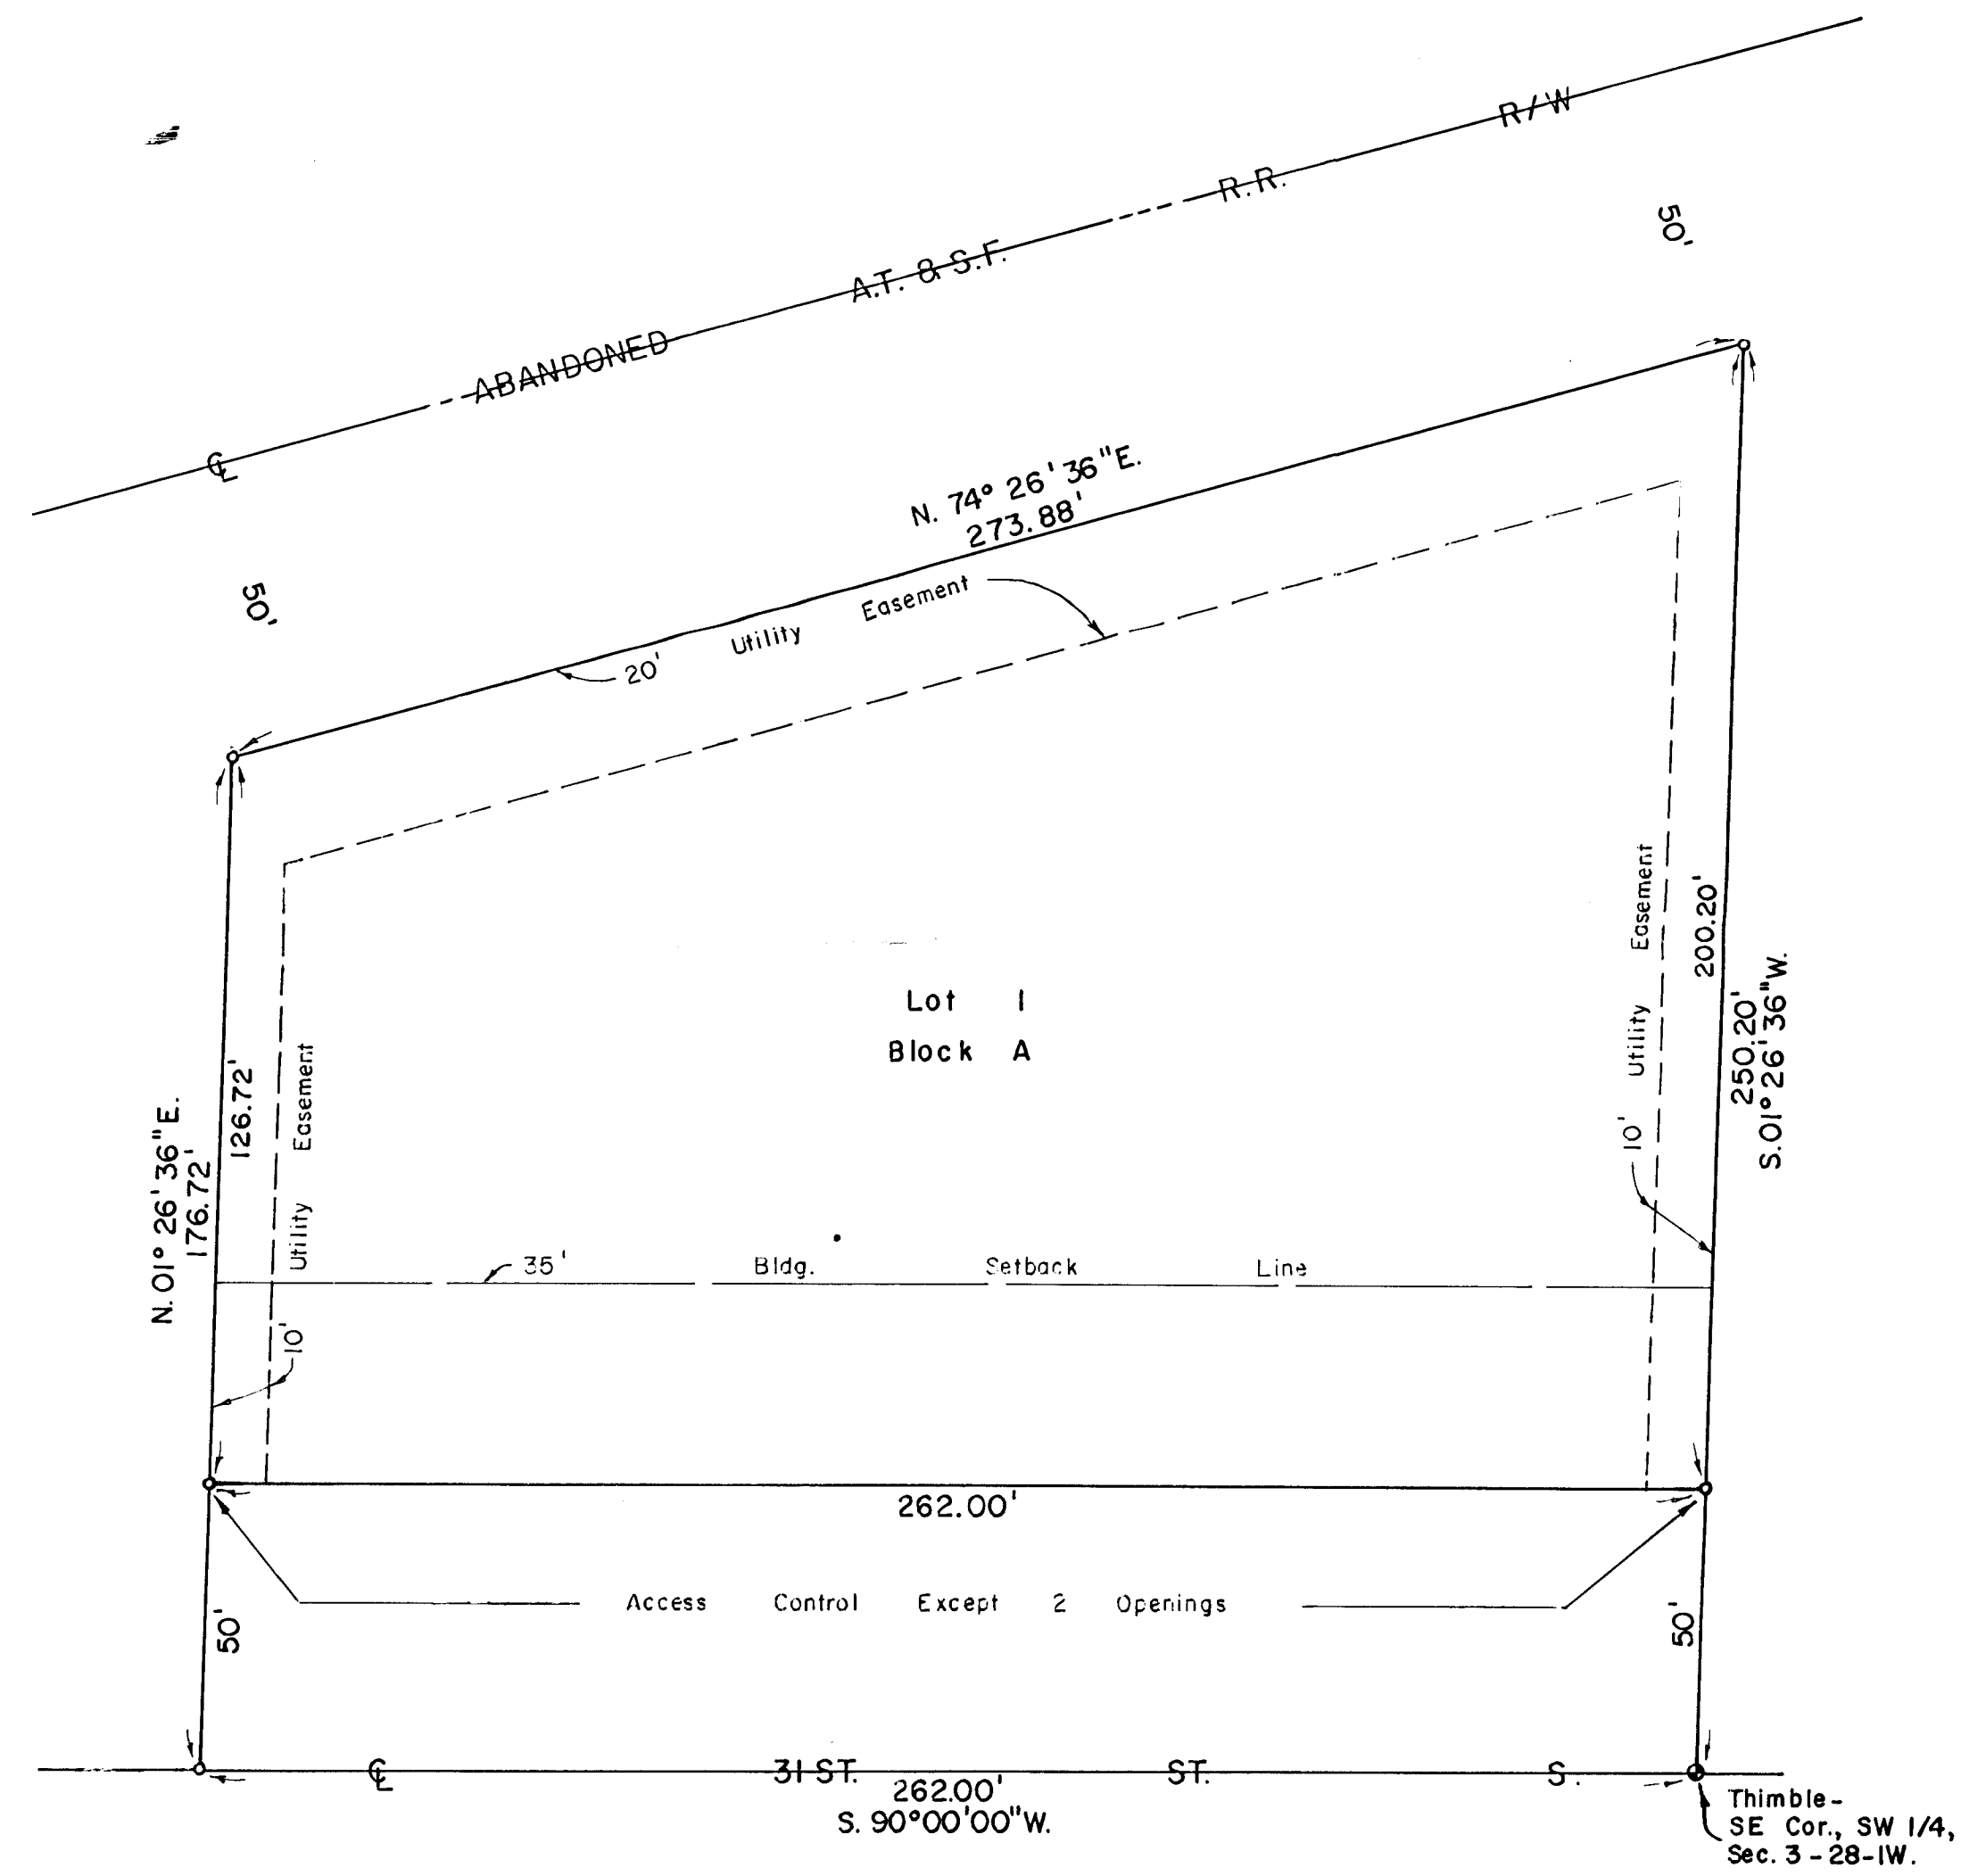 ABANDONED A.T. & S.F. R.R. R/W
℄
50'
50'
N. 74° 26' 36" E.
273.88'
20' Utility Easement
Lot 1
Block A
N. 01° 26' 36" E.
176.72'
126.72'
Utility Easement
10'
Utility Easement
10'
200.20'
250.20'
S. 01° 26' 36" W.
35' Bldg. Setback Line
262.00'
Access Control Except 2 Openings
50'
50'
℄ 31ST. ST. S.
262.00'
S. 90°00'00" W.
Thimble-
SE Cor., SW 1/4,
Sec. 3-28-1W.